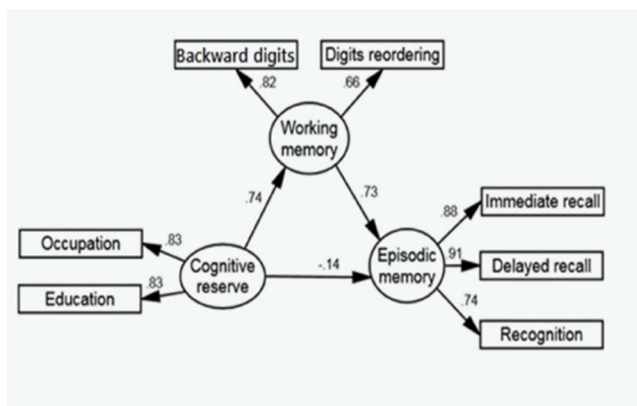 Backward digits
Digits reordering
.82
.66
Working
memory
.74
.73
Immediate recall
.88
Occupation
.83
Cognitive
reserve
-.14
Episodic
memory
.91
Delayed recall
Education
.83
.74
Recognition